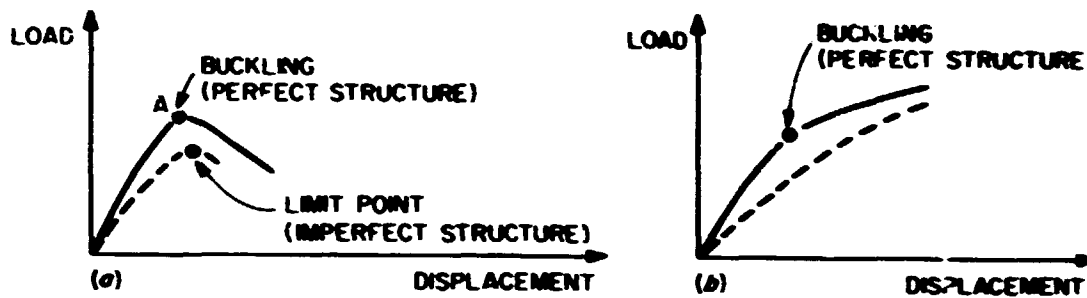 LOAD
BUCKLING
(PERFECT STRUCTURE)
A
LIMIT POINT
(IMPERFECT STRUCTURE)
(a)
DISPLACEMENT
LOAD
BUCKLING
(PERFECT STRUCTURE
(b)
DISPLACEMENT